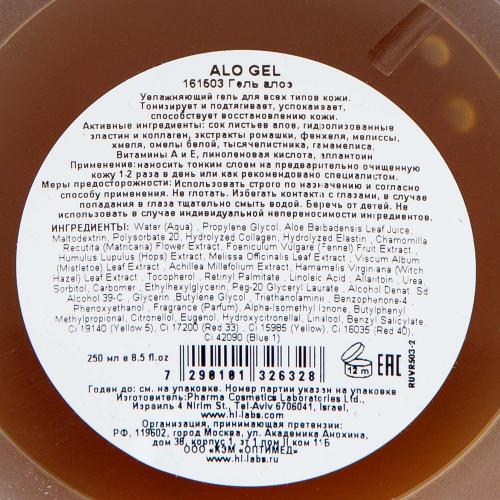 ALO GEL
161503 Гель алоэ
Увлажняющий гель для всех типов кожи.
Тонизирует и подтягивает, успокаивает,
способствует восстановлению кожи.
Активные ингредиенты: сок листьев алоэ, гидролизованные
эластин и коллаген, экстракты ромашки, фенхеля, мелиссы,
хмеля, омелы белой, тысячелистника, гамамелиса,
Витамины А и Е, линоленовая кислота, аллантоин
Применение: наносить тонким слоем на предварительно очищенную
кожу 1-2 раза в день или как рекомендовано специалистом.
Меры предосторожности: Использовать строго по назначению и согласно
способу применения. Не глотать. Избегать контакта с глазами, в случае
попадания в глаза тщательно смыть водой. Беречь от детей. Не
использовать в случае индивидуальной непереносимости ингредиентов.
ИНГРЕДИЕНТЫ: Water (Aqua) , Propylene Glycol, Aloe Barbadensis Leaf Juice,
Maltodextrin, Polysorbate 20, Hydrolyzed Collagen, Hydrolyzed Elastin , Chamomilla
Recutita (Matricaria) Flower Extract, Foeniculum Vulgare (Fennel) Fruit Extract ,
Humulus Lupulus (Hops) Extract, Melissa Officinalis Leaf Extract , Viscum Album
(Mistletoe) Leaf Extract , Achillea Millefolium Extract, Hamamelis Virginiana (Witch
Hazel) Leaf Extract , Tocopherol, Retinyl Palmitate , Linoleic Acid , Allantoin , Urea ,
Sorbitol, Carbomer , Ethylhexylglycerin, Peg-20 Glyceryl Laurate , Alcohol Denat. Sd
Alcohol 39-C , Glycerin ,Butylene Glycol , Triethanolamine , Benzophenone-4 ,
Phenoxyethanol , Fragrance (Parfum) , Alpha-Isomethyl Ionone, Butylphenyl
Methylpropional, Citronellol, Eugenol, Hydroxycitronellal, Linalool, Benzyl Salicylate,
Ci 19140 (Yellow 5), Ci 17200 (Red 33) , Ci 15985 (Yellow 6), Ci 16035 (Red 40),
Ci 42090 (Blue 1)
250 мл е 8.5 fl.oz
7 290101 326328
12 m
EAC
RUVR503-2
Годен до: см. на упаковке. Номер партии указан на упаковке
Изготовитель:Pharma Cosmetics Laboratories Ltd.,
Израиль 4 Nirim St., Tel-Aviv 6706041, Israel,
www.hl-labs.com
Организация, принимающая претензии:
РФ, 119602, город Москва, ул. Академика Анохина,
дом 38, корпус 1, эт 1 пом II ком 11Б
ООО «КЭМ «ОПТИМЕД»
www.hl-labs.ru